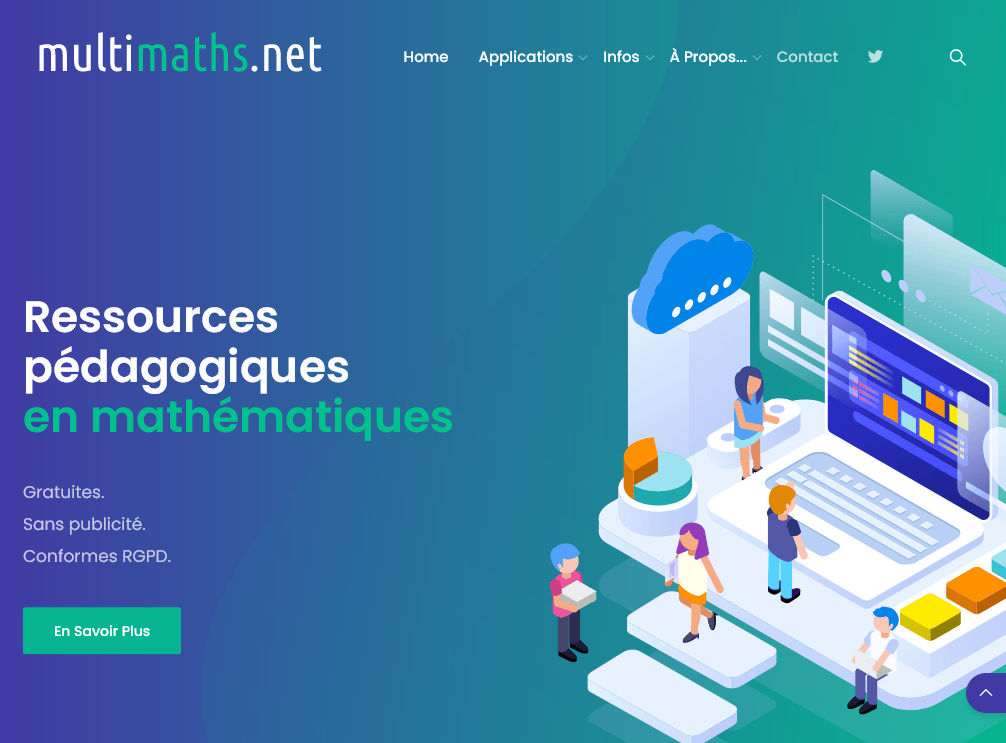 multimaths.net
Home Applications Infos À Propos... Contact
Ressources
pédagogiques
en mathématiques
Gratuites.
Sans publicité.
Conformes RGPD.
En Savoir Plus